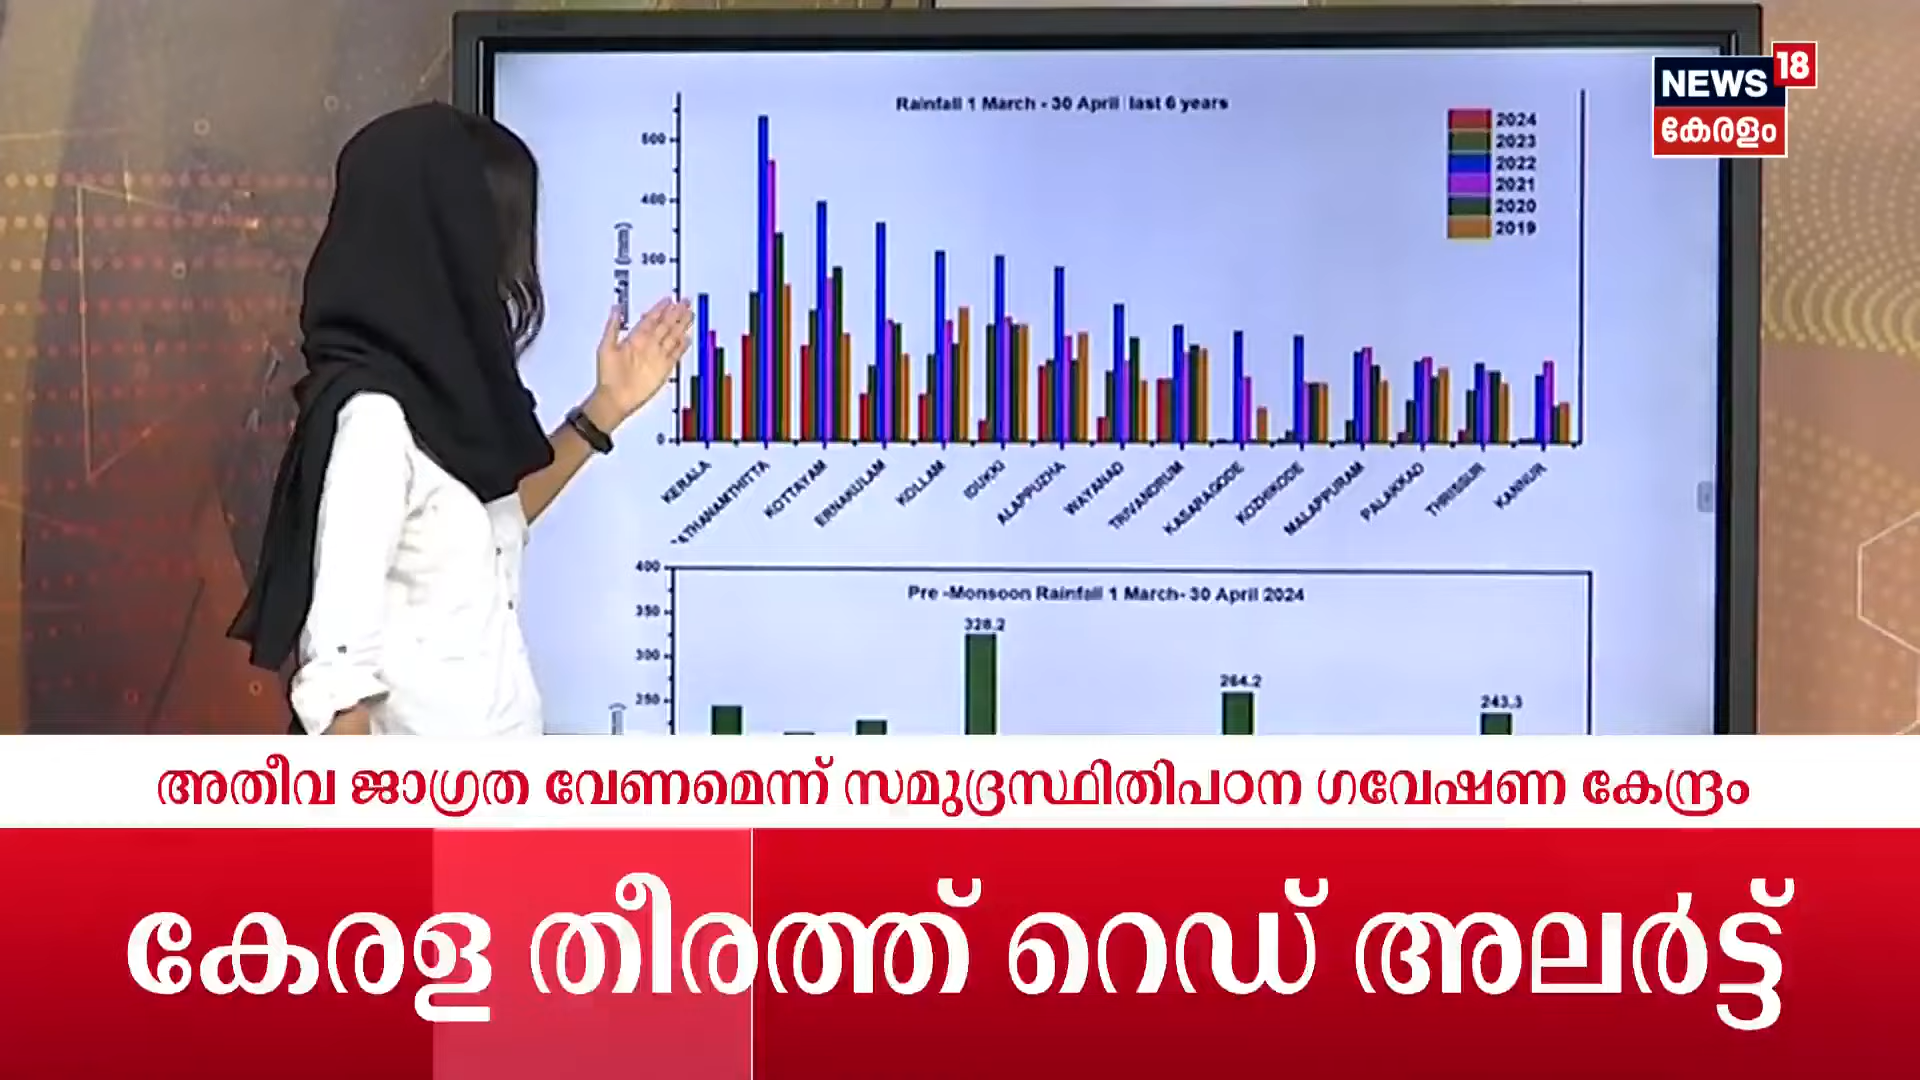 NEWS 18
കേരളം
Rainfall 1 March - 30 April last 6 years
2024
2023
2022
2021
2020
2019
Rainfall (mm)
400
300
0
KERALA
KOTTAYAM
ERNAKULAM
KOLLAM
IDUKKI
ALAPPUZHA
WAYANAD
TRIVANDRUM
KASARAGODE
KOZHIKODE
MALAPPURAM
PALAKKAD
THRISSUR
KANNUR
Pre -Monsoon Rainfall 1 March- 30 April 2024
400
350
300
250
328.2
264.2
243.3
അതീവ ജാഗ്രത വേണമെന്ന് സമുദ്രസ്ഥിതിപഠന ഗവേഷണ കേന്ദ്രം
കേരള തീരത്ത് റെഡ് അലർട്ട്